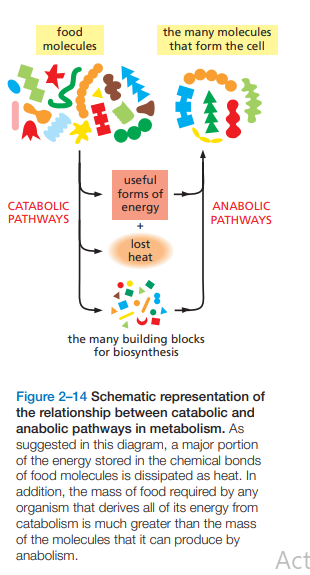 food
molecules
the many molecules
that form the cell
CATABOLIC
PATHWAYS
useful
forms of
energy
+
lost
heat
ANABOLIC
PATHWAYS
the many building blocks
for biosynthesis
Figure 2–14 Schematic representation of
the relationship between catabolic and
anabolic pathways in metabolism. As
suggested in this diagram, a major portion
of the energy stored in the chemical bonds
of food molecules is dissipated as heat. In
addition, the mass of food required by any
organism that derives all of its energy from
catabolism is much greater than the mass
of the molecules that it can produce by
anabolism.
Act